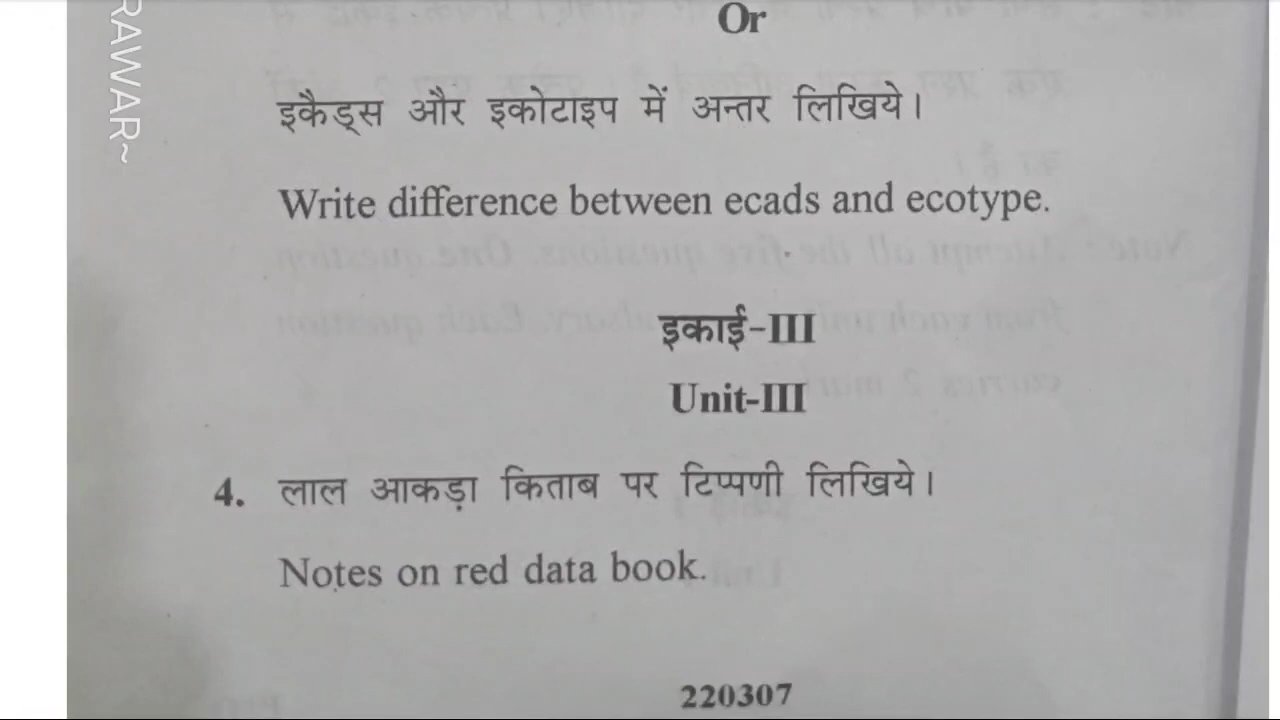 RAWAR~
Or
इकैड्स और इकोटाइप में अन्तर लिखिये।
Write difference between ecads and ecotype.
इकाई-III
Unit-III
4. लाल आकड़ा किताब पर टिप्पणी लिखिये।
Notes on red data book.
220307